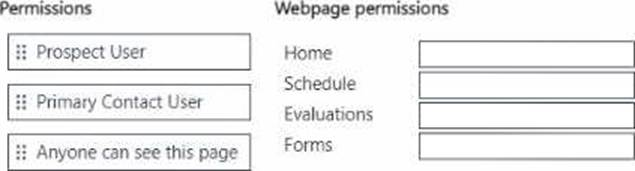 Permissions
Prospect User
Primary Contact User
Anyone can see this page
Webpage permissions
Home
Schedule
Evaluations
Forms